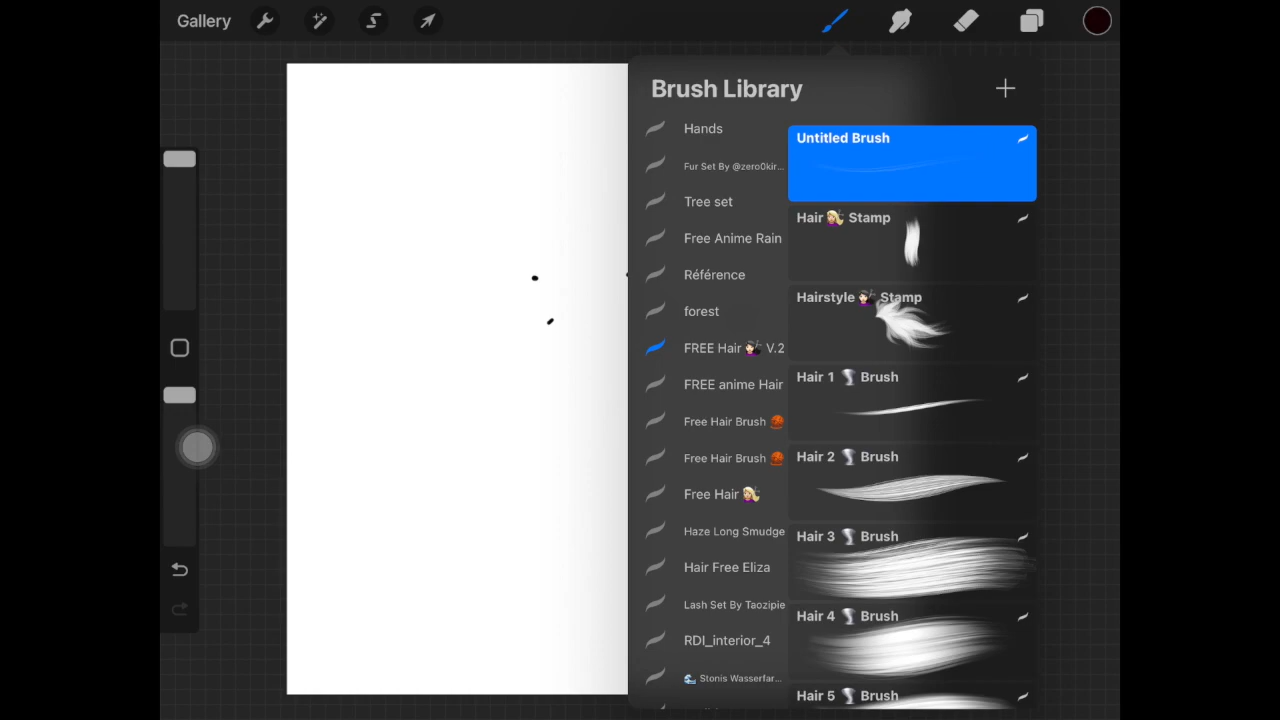 Gallery
Brush Library
Hands
Fur Set By @zero0kir...
Tree set
Free Anime Rain
Référence
forest
FREE Hair 💇🏻‍♀️ V.2
FREE anime Hair
Free Hair Brush
Free Hair Brush
Free Hair 💇🏼‍♀️
Haze Long Smudge
Hair Free Eliza
Lash Set By Taozipie
RDI_interior_4
🌊 Stonis Wasserfar...
Untitled Brush
Hair 💇🏼‍♀️ Stamp
Hairstyle 💇🏻‍♀️ Stamp
Hair 1 🌪️ Brush
Hair 2 🌪️ Brush
Hair 3 🌪️ Brush
Hair 4 🌪️ Brush
Hair 5 🌪️ Brush